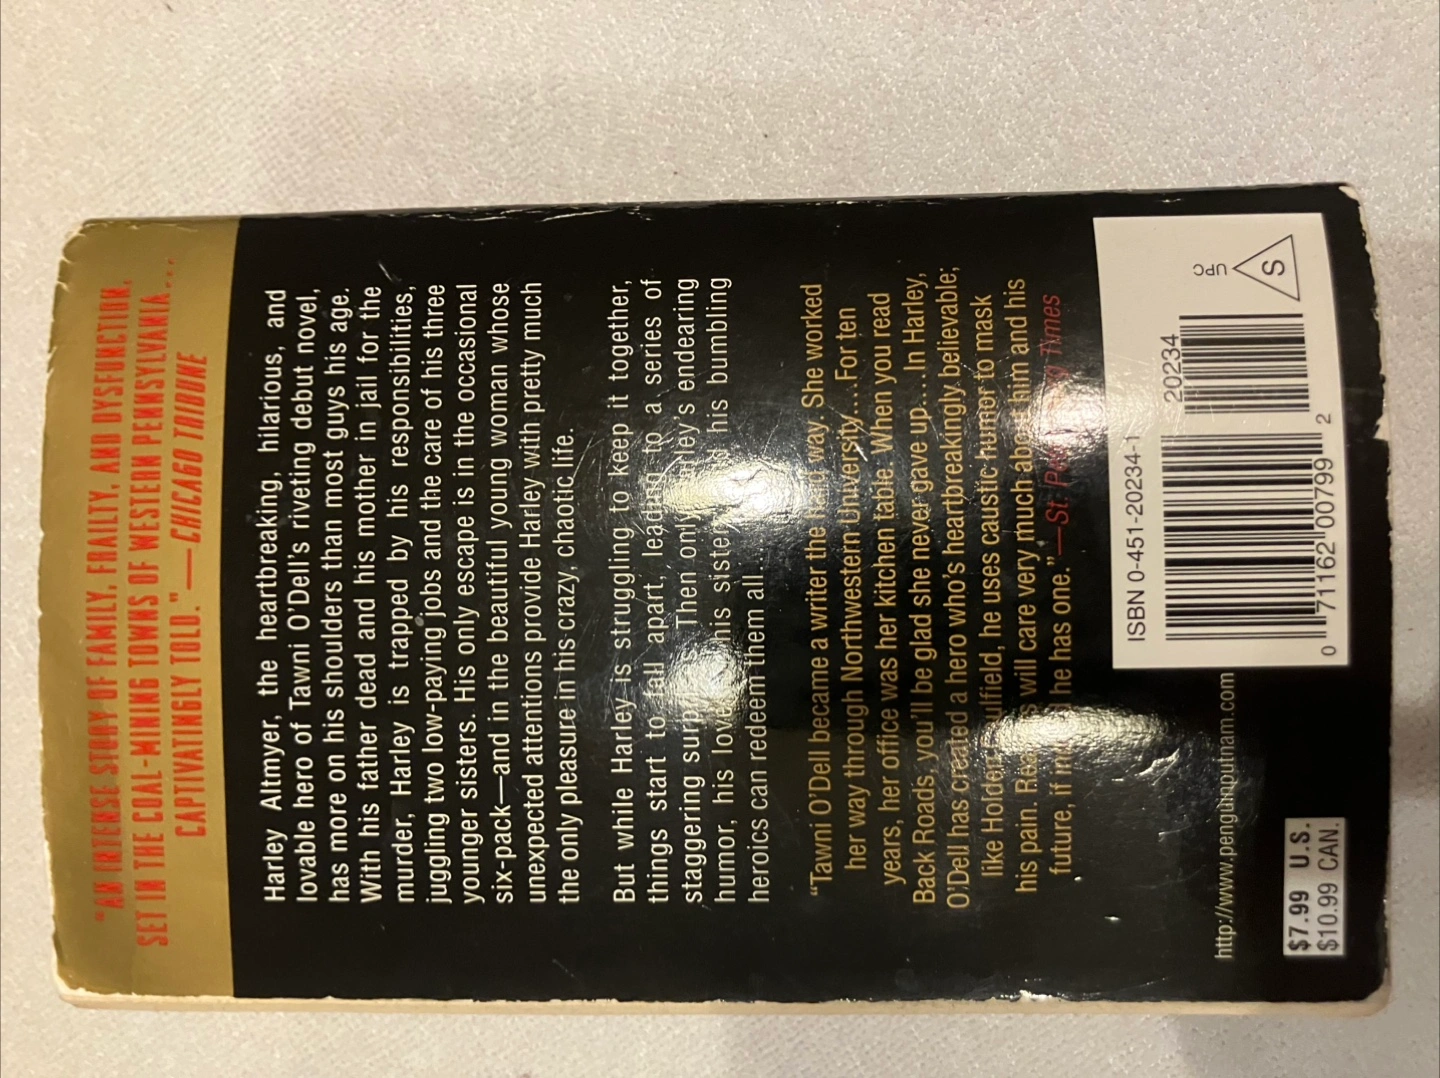 "AN INTENSE STORY OF FAMILY, FRAILTY, AND DYSFUNCTION,
SET IN THE COAL-MINING TOWNS OF WESTERN PENNSYLVANIA...
CAPTIVATINGLY TOLD."—CHICAGO TRIBUNE
Harley Altmyer, the heartbreaking, hilarious, and
lovable hero of Tawni O'Dell's riveting debut novel,
has more on his shoulders than most guys his age.
With his father dead and his mother in jail for the
murder, Harley is trapped by his responsibilities,
juggling two low-paying jobs and the care of his three
younger sisters. His only escape is in the occasional
six-pack—and in the beautiful young woman whose
unexpected attentions provide Harley with pretty much
the only pleasure in his crazy, chaotic life.
But while Harley is struggling to keep it together,
things start to fall apart, leading to a series of
staggering Then only endearing
humor, his his his bumbling
heroics can redeem them all...
"Tawni O'Dell became a writer the hard way. She worked
her way through Northwestern University....For ten
years, her office was her kitchen table. When you read
Back Roads, you'll be glad she never gave up....In Harley,
O'Dell has created a hero who's heartbreakingly believable;
like Holden he uses caustic humor to mask
his pain. will care very much about him and his
future, if he has one."—St. Times
http://www.penguinputnam.com
$7.99 U.S.
$10.99 CAN.
ISBN 0-451-20234-1
20234
0 71162 00799 2
UPC
S